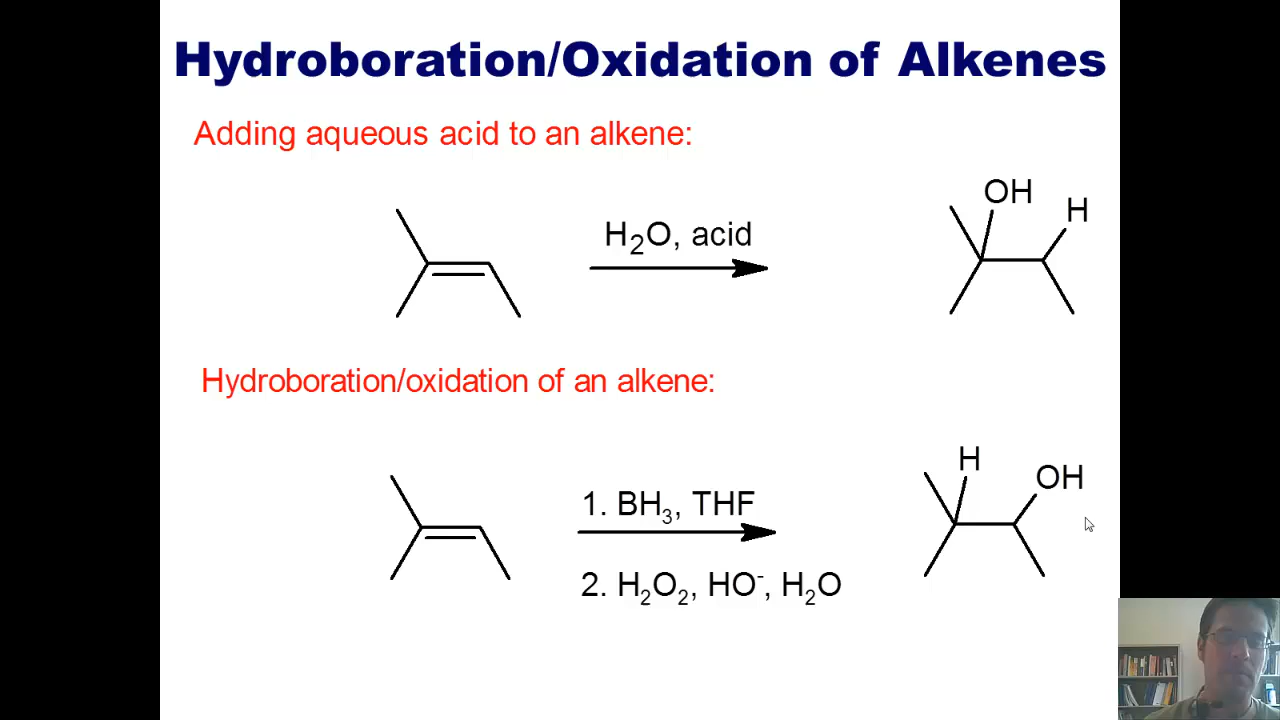 Hydroboration/Oxidation of Alkenes
Adding aqueous acid to an alkene:
OH
H
H₂O, acid
Hydroboration/oxidation of an alkene:
H
OH
1. BH₃, THF
2. H₂O₂, HO⁻, H₂O